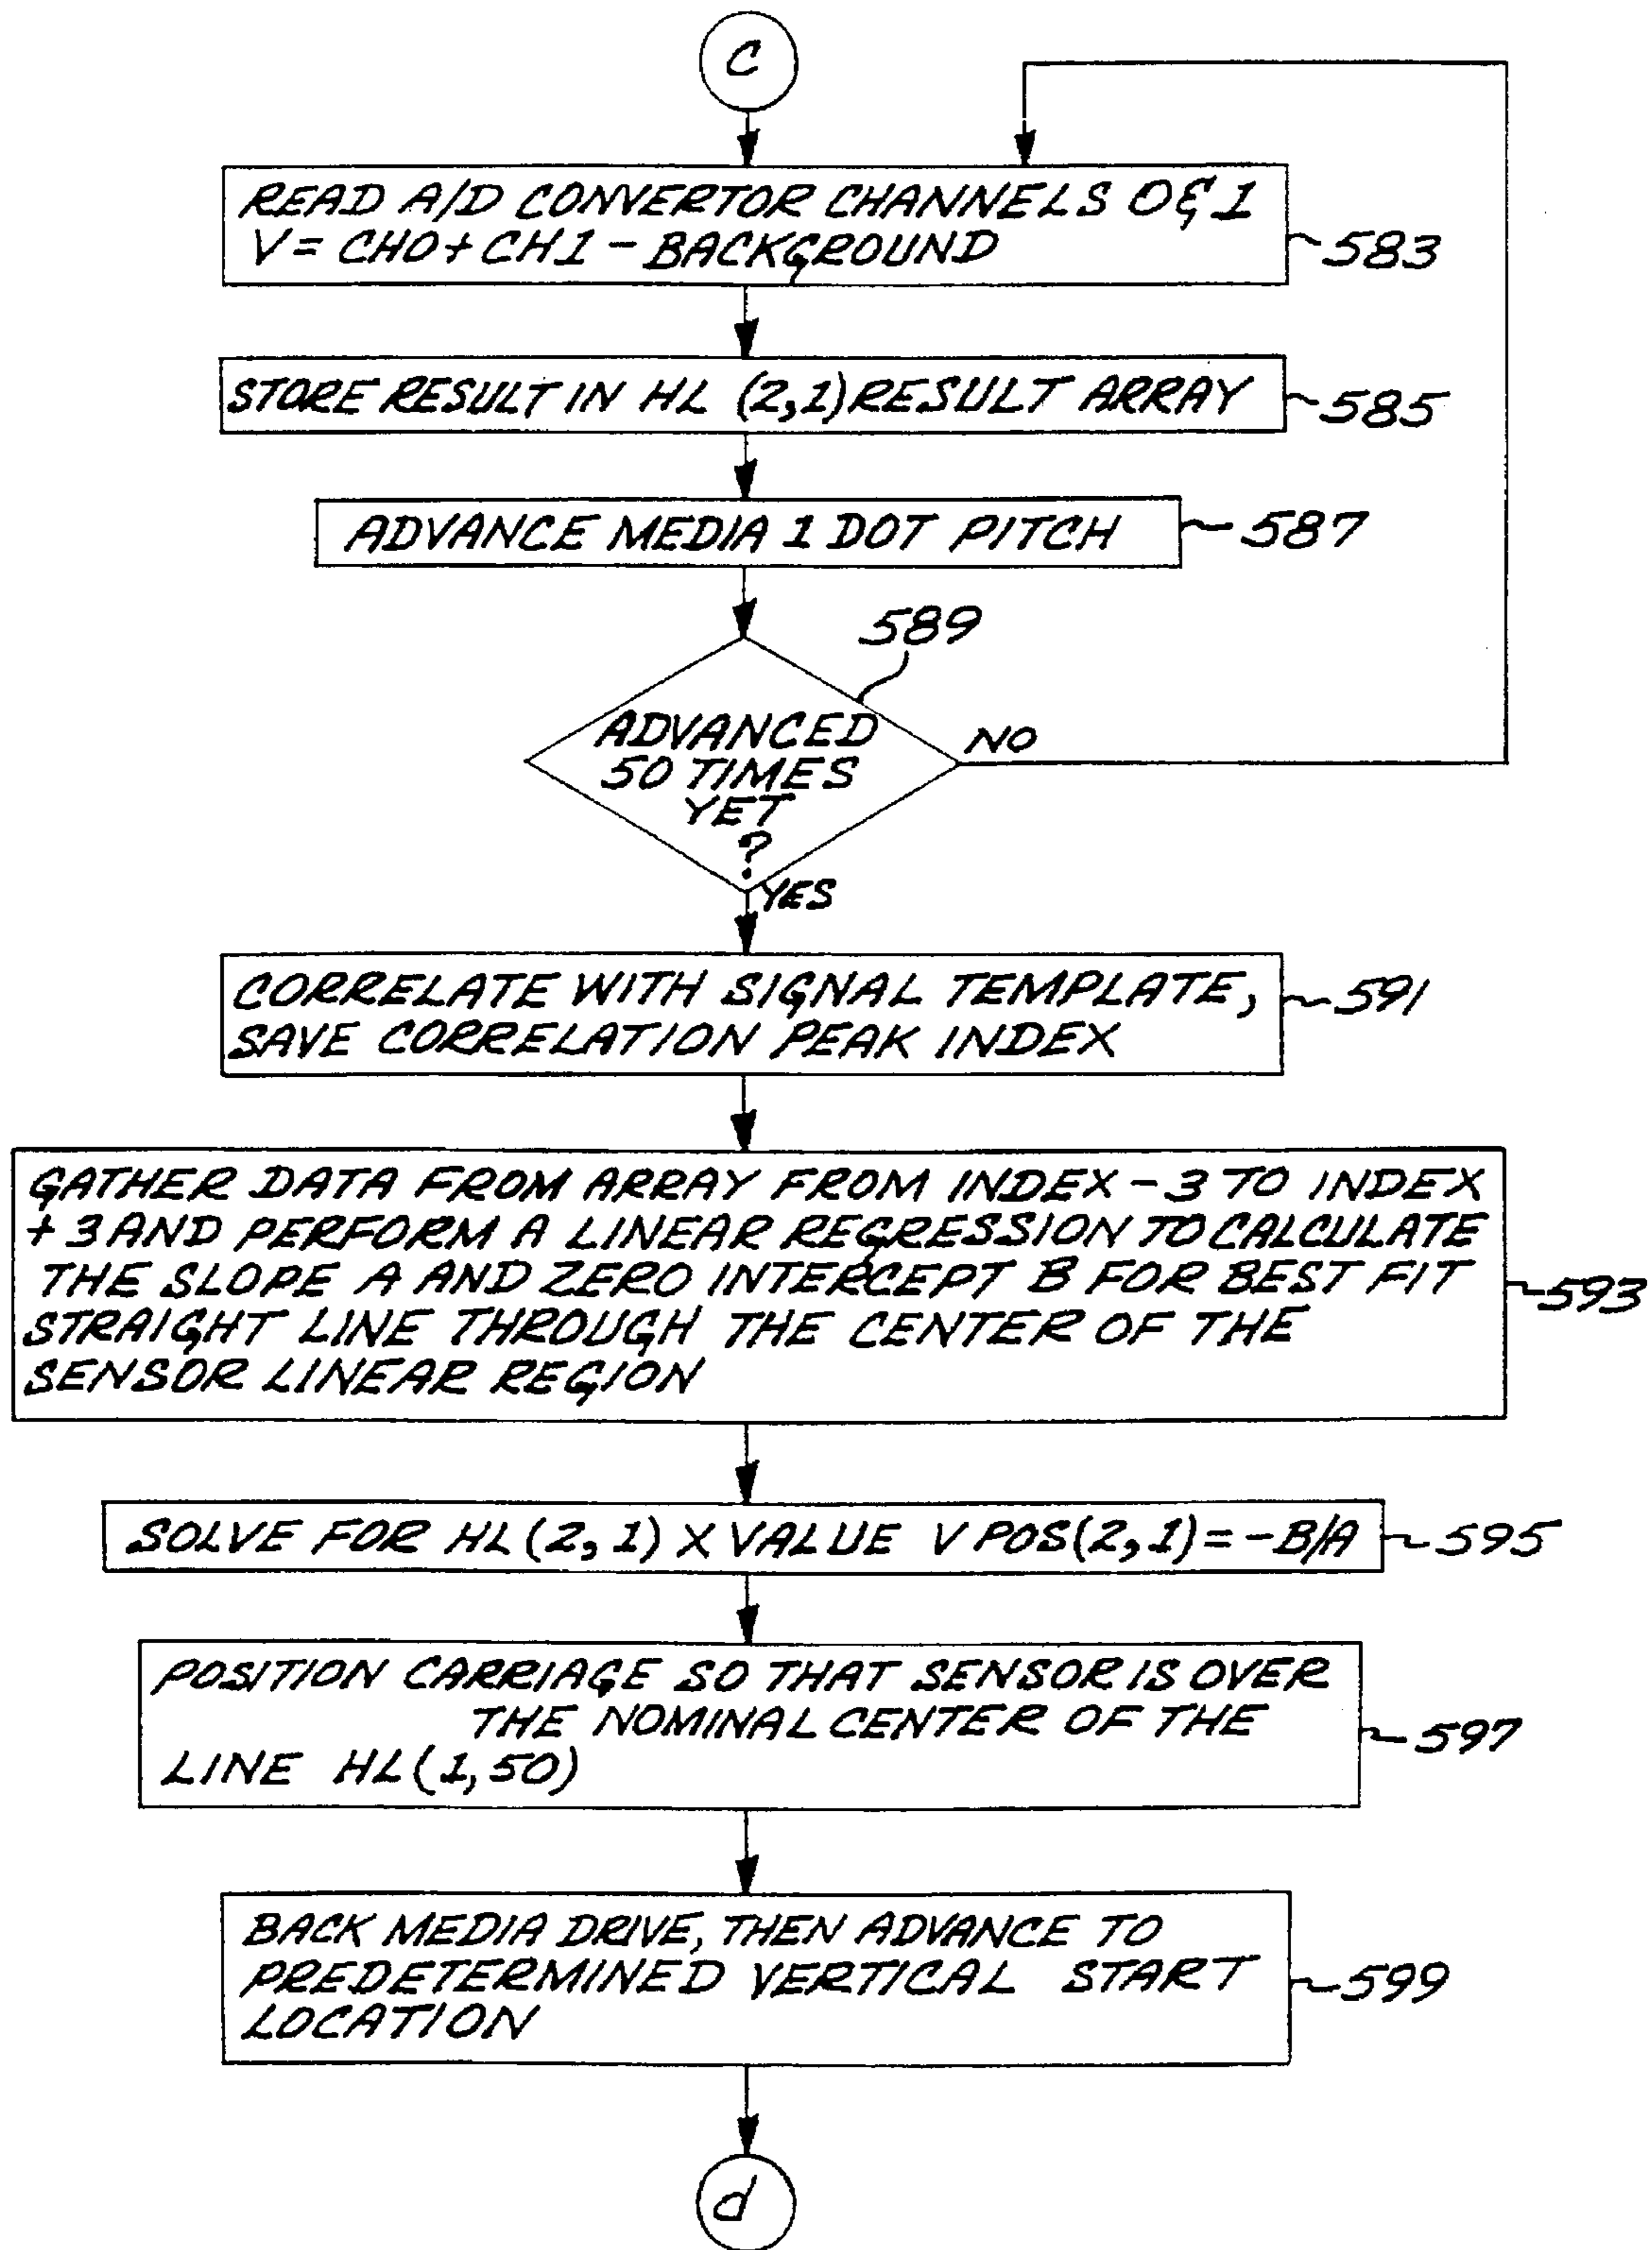 C
READ A/D CONVERTOR CHANNELS 0 & 1
V = CH0 + CH1 - BACKGROUND
583
STORE RESULT IN HL (2,1) RESULT ARRAY
585
ADVANCE MEDIA 1 DOT PITCH
587
589
ADVANCED
50 TIMES
YET
?
NO
YES
CORRELATE WITH SIGNAL TEMPLATE,
SAVE CORRELATION PEAK INDEX
591
GATHER DATA FROM ARRAY FROM INDEX - 3 TO INDEX
+ 3 AND PERFORM A LINEAR REGRESSION TO CALCULATE
THE SLOPE A AND ZERO INTERCEPT B FOR BEST FIT
STRAIGHT LINE THROUGH THE CENTER OF THE
SENSOR LINEAR REGION
593
SOLVE FOR HL (2, 1) X VALUE V POS (2, 1) = -B/A
595
POSITION CARRIAGE SO THAT SENSOR IS OVER
THE NOMINAL CENTER OF THE
LINE HL (1, 50)
597
BACK MEDIA DRIVE, THEN ADVANCE TO
PREDETERMINED VERTICAL START
LOCATION
599
d